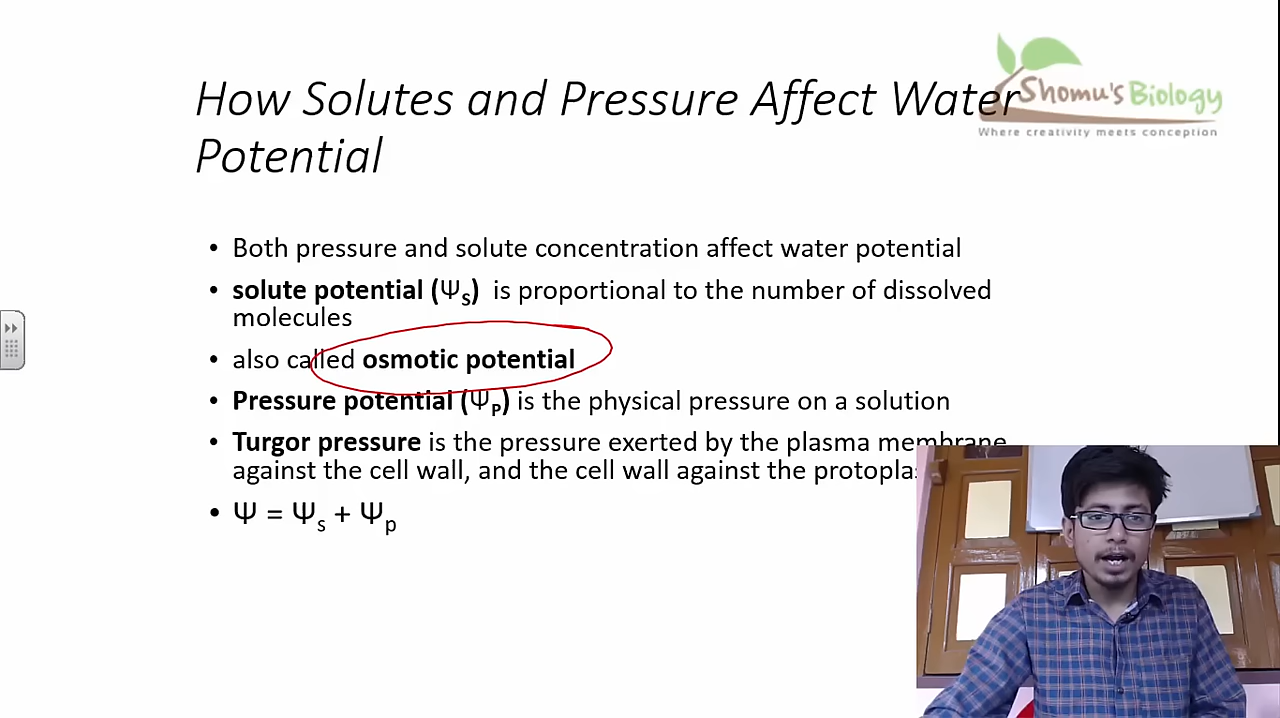 How Solutes and Pressure Affect Water
Potential
Shomu's Biology
Where creativity meets conception
• Both pressure and solute concentration affect water potential
• solute potential (ΨS) is proportional to the number of dissolved
molecules
• also called osmotic potential
• Pressure potential (ΨP) is the physical pressure on a solution
• Turgor pressure is the pressure exerted by the plasma membrane
against the cell wall, and the cell wall against the
• Ψ = Ψs + Ψp